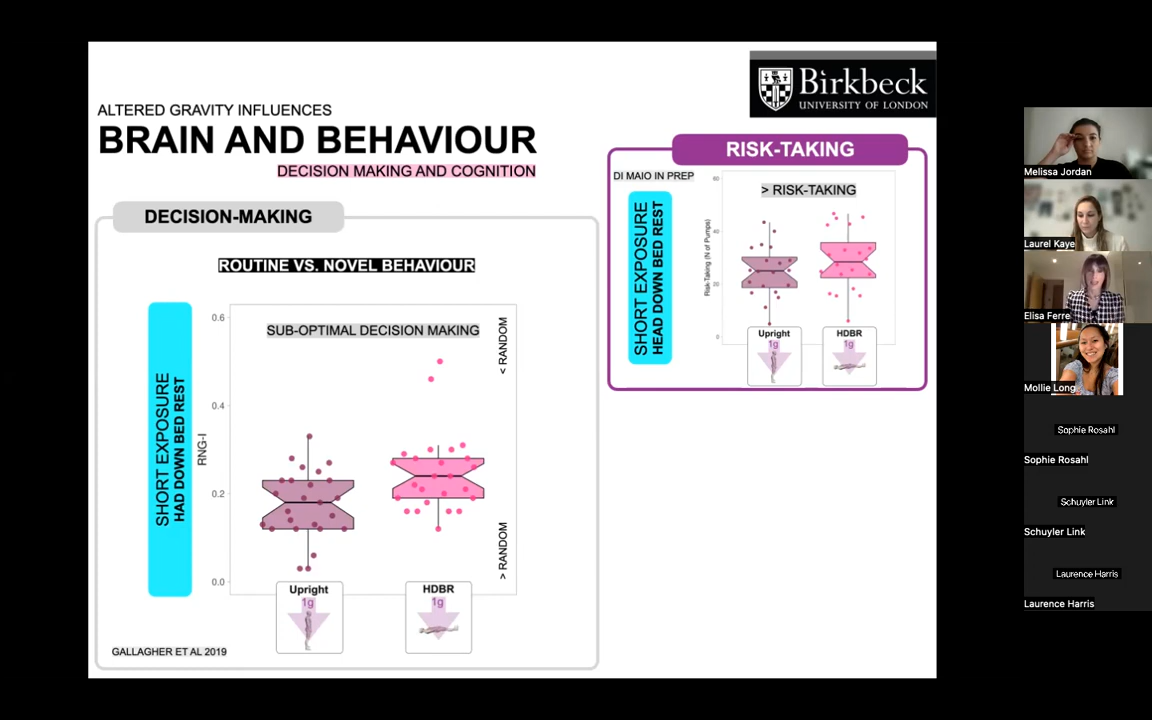 ALTERED GRAVITY INFLUENCES
BRAIN AND BEHAVIOUR
DECISION MAKING AND COGNITION
Birkbeck
UNIVERSITY OF LONDON
DECISION-MAKING
ROUTINE VS. NOVEL BEHAVIOUR
SHORT EXPOSURE
HAD DOWN BED REST
SUB-OPTIMAL DECISION MAKING
< RANDOM
> RANDOM
RNG-I
0.6
0.4
0.2
0.0
Upright
1g
HDBR
1g
GALLAGHER ET AL 2019
RISK-TAKING
DI MAIO IN PREP
SHORT EXPOSURE
HEAD DOWN BED REST
> RISK-TAKING
Risk-Taking (N of Pumps)
60
40
20
0
Upright
1g
HDBR
1g
Melissa Jordan
Laurel Kaye
Elisa Ferre
Mollie Long
Sophie Rosahl
Sophie Rosahl
Schuyler Link
Schuyler Link
Laurence Harris
Laurence Harris